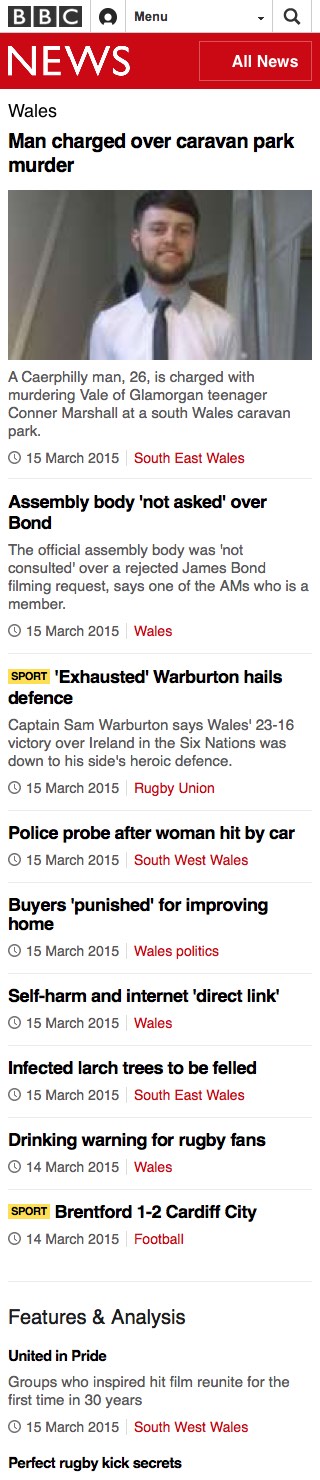 BBC
Menu
NEWS
All News
Wales
Man charged over caravan park
murder
A Caerphilly man, 26, is charged with
murdering Vale of Glamorgan teenager
Conner Marshall at a south Wales caravan
park.
15 March 2015 South East Wales
Assembly body 'not asked' over
Bond
The official assembly body was 'not
consulted' over a rejected James Bond
filming request, says one of the AMs who is a
member.
15 March 2015 Wales
SPORT 'Exhausted' Warburton hails
defence
Captain Sam Warburton says Wales' 23-16
victory over Ireland in the Six Nations was
down to his side's heroic defence.
15 March 2015 Rugby Union
Police probe after woman hit by car
15 March 2015 South West Wales
Buyers 'punished' for improving
home
15 March 2015 Wales politics
Self-harm and internet 'direct link'
15 March 2015 Wales
Infected larch trees to be felled
15 March 2015 South East Wales
Drinking warning for rugby fans
14 March 2015 Wales
SPORT Brentford 1-2 Cardiff City
14 March 2015 Football
Features & Analysis
United in Pride
Groups who inspired hit film reunite for the
first time in 30 years
15 March 2015 South West Wales
Perfect rugby kick secrets